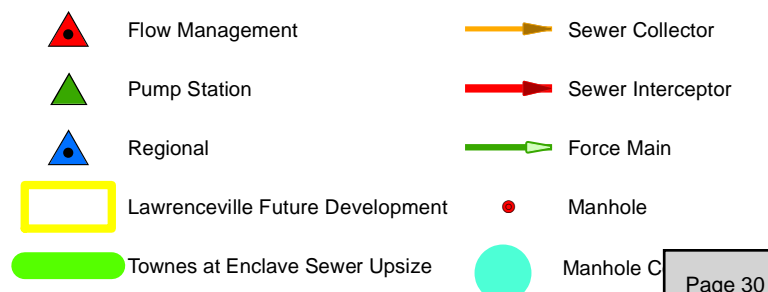 Flow Management
Sewer Collector
Pump Station
Sewer Interceptor
Regional
Force Main
Lawrenceville Future Development
Manhole
Townes at Enclave Sewer Upsize
Manhole C
Page 30